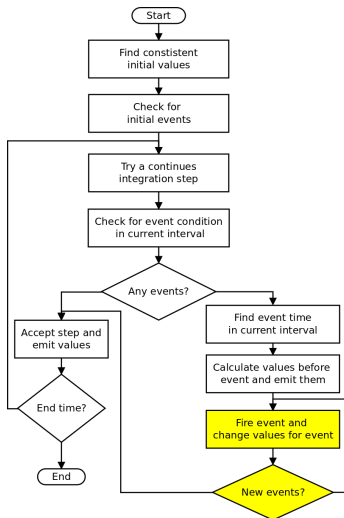 Start
Find constistent
initial values
Check for
initial events
Try a continues
integration step
Check for event condition
in current interval
Any events?
Accept step and
emit values
End time?
End
Find event time
in current interval
Calculate values before
event and emit them
Fire event and
change values for event
New events?